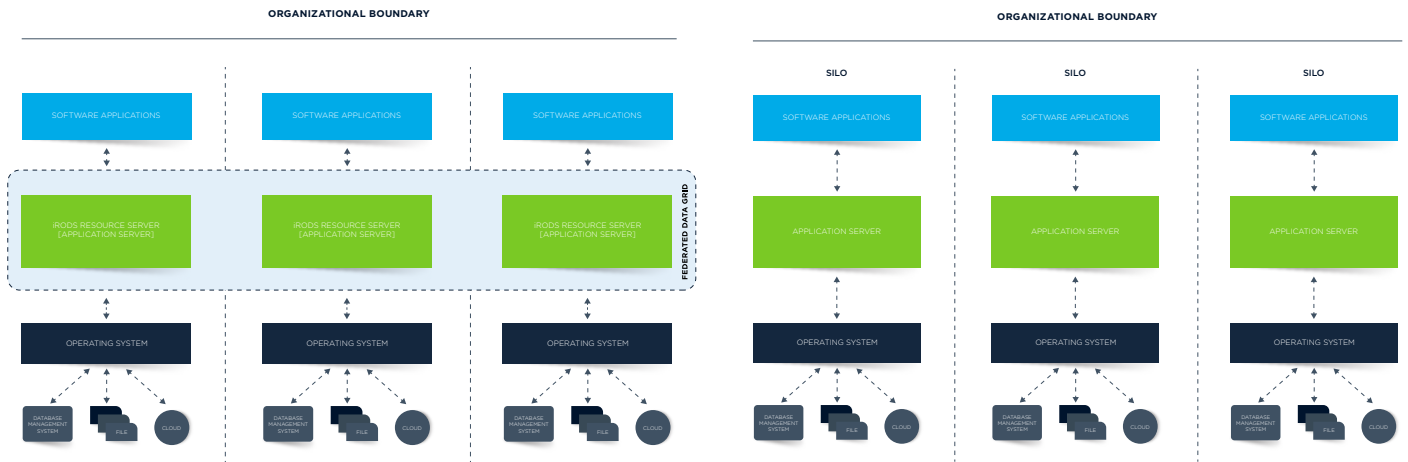 ORGANIZATIONAL BOUNDARY
SOFTWARE APPLICATIONS
SOFTWARE APPLICATIONS
SOFTWARE APPLICATIONS
iRODS RESOURCE SERVER
[APPLICATION SERVER]
iRODS RESOURCE SERVER
[APPLICATION SERVER]
iRODS RESOURCE SERVER
[APPLICATION SERVER]
FEDERATED DATA GRID
OPERATING SYSTEM
OPERATING SYSTEM
OPERATING SYSTEM
DATABASE
MANAGEMENT
SYSTEM
FILE
CLOUD
DATABASE
MANAGEMENT
SYSTEM
FILE
CLOUD
DATABASE
MANAGEMENT
SYSTEM
FILE
CLOUD
ORGANIZATIONAL BOUNDARY
SILO
SILO
SILO
SOFTWARE APPLICATIONS
SOFTWARE APPLICATIONS
SOFTWARE APPLICATIONS
APPLICATION SERVER
APPLICATION SERVER
APPLICATION SERVER
OPERATING SYSTEM
OPERATING SYSTEM
OPERATING SYSTEM
DATABASE
MANAGEMENT
SYSTEM
FILE
CLOUD
DATABASE
MANAGEMENT
SYSTEM
FILE
CLOUD
DATABASE
MANAGEMENT
SYSTEM
FILE
CLOUD